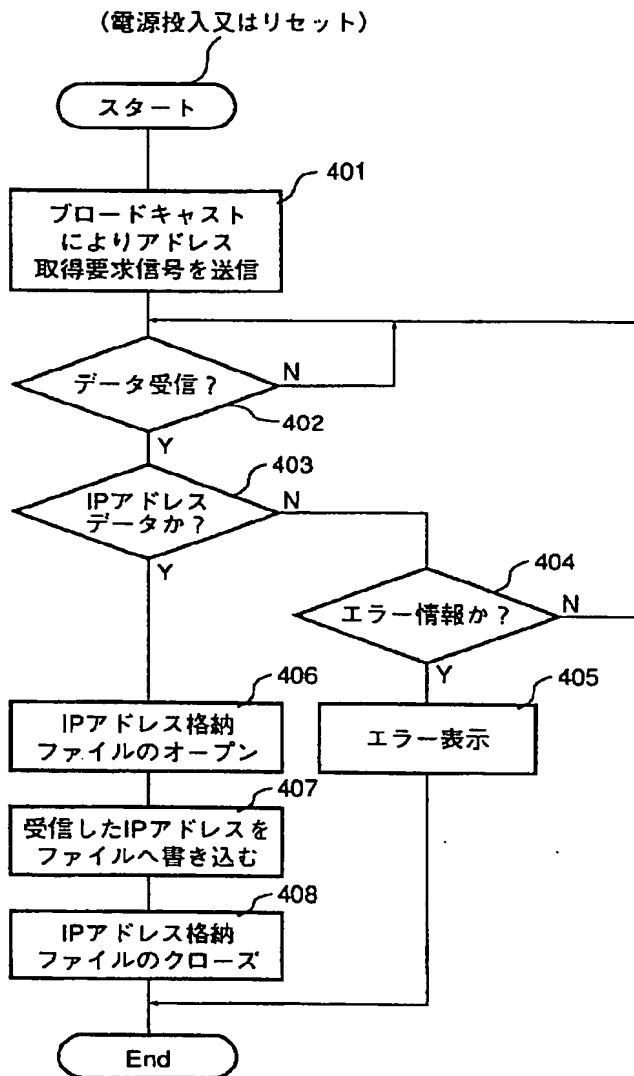 (電源投入又はリセット)
スタート
401
ブロードキャスト
によりアドレス
取得要求信号を送信
データ受信?
N
402
Y
403
IPアドレス
データか?
N
Y
404
エラー情報か?
N
Y
405
エラー表示
406
IPアドレス格納
ファイルのオープン
407
受信したIPアドレスを
ファイルへ書き込む
408
IPアドレス格納
ファイルのクローズ
End